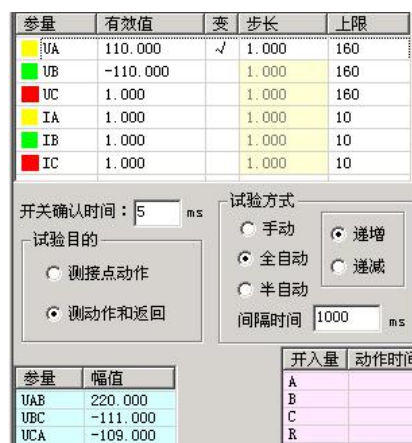 参量 有效值 变 步长 上限
UA 110.000 √ 1.000 160
UB -110.000 1.000 160
UC 1.000 1.000 160
IA 1.000 1.000 10
IB 1.000 1.000 10
IC 1.000 1.000 10
开关确认时间：5 ms
试验目的
测接点动作
测动作和返回
试验方式
手动
全自动
半自动
递增
递减
间隔时间 1000 ms
参量 幅值
UAB 220.000
UBC -111.000
UCA -109.000
开入量 动作时间
A
B
C
R